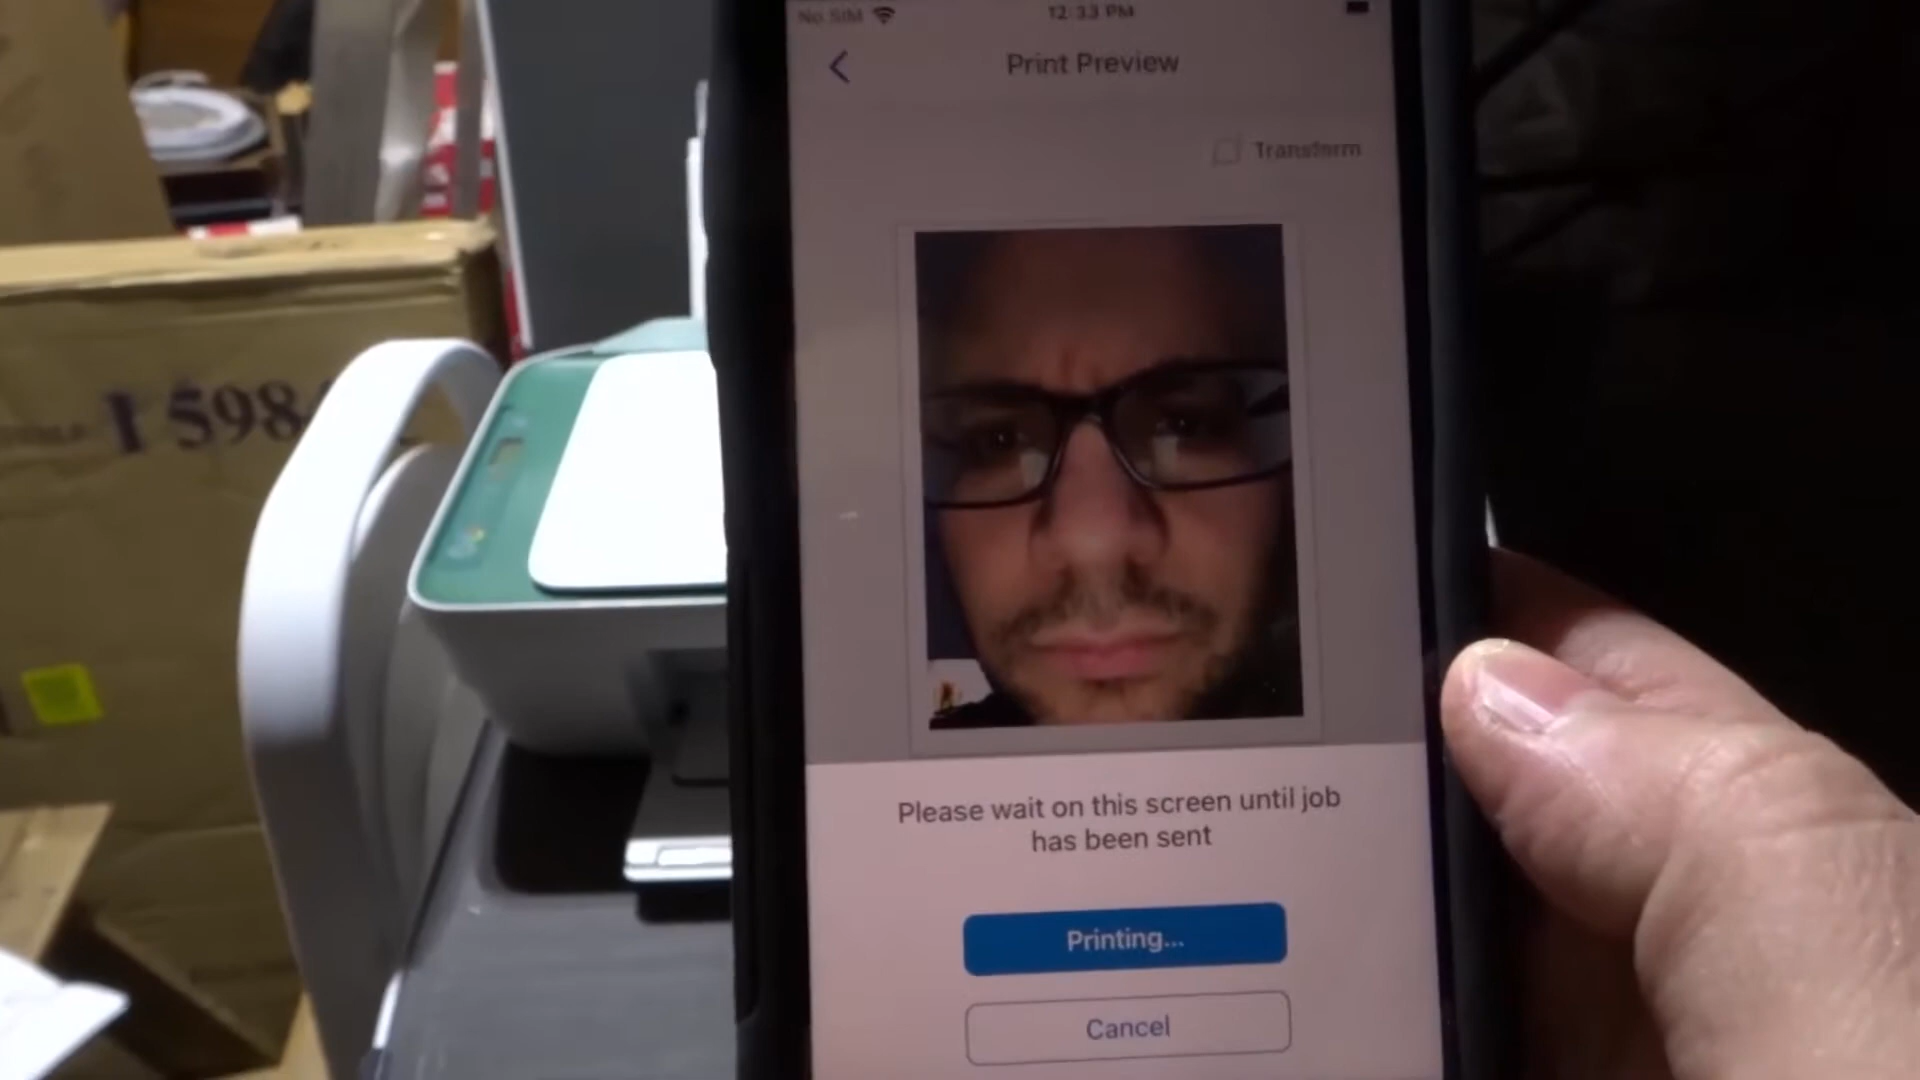 No SIM
12:33 PM
Print Preview
Transform
Please wait on this screen until job
has been sent
Printing...
Cancel
598